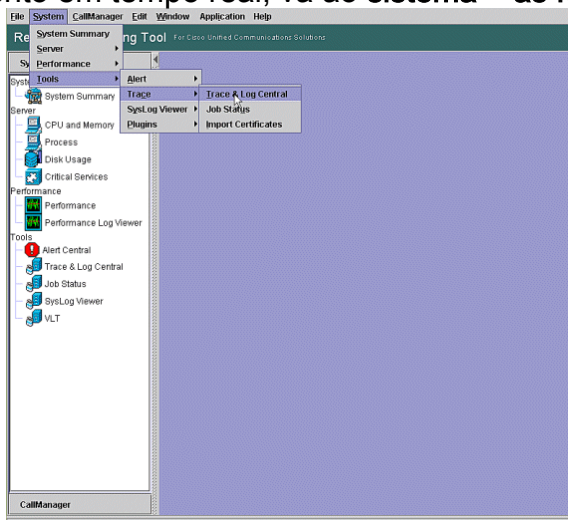 em tempo real, vá ao sistema
File System CallManager Edit Window Application Help
Re ng Tool For Cisco Unified Communications Solutions
System Summary
Server
Performance
Tools
Alert
Trace
SysLog Viewer
Plugins
Trace & Log Central
Job Status
Import Certificates
System Summary
Server
CPU and Memory
Process
Disk Usage
Critical Services
Performance
Performance
Performance Log Viewer
Tools
Alert Central
Trace & Log Central
Job Status
SysLog Viewer
VLT
CallManager